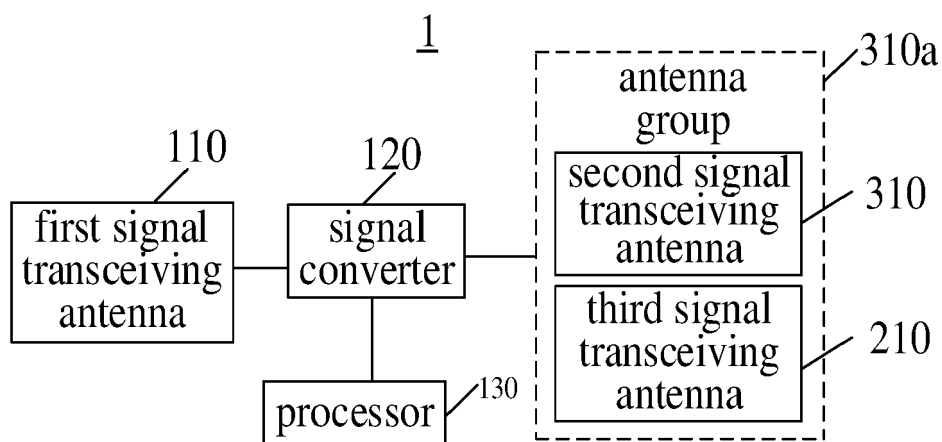 1
310a
antenna
group
110
120
second signal
transceiving
antenna
310
first signal
transceiving
antenna
signal
converter
third signal
transceiving
antenna
210
processor
130